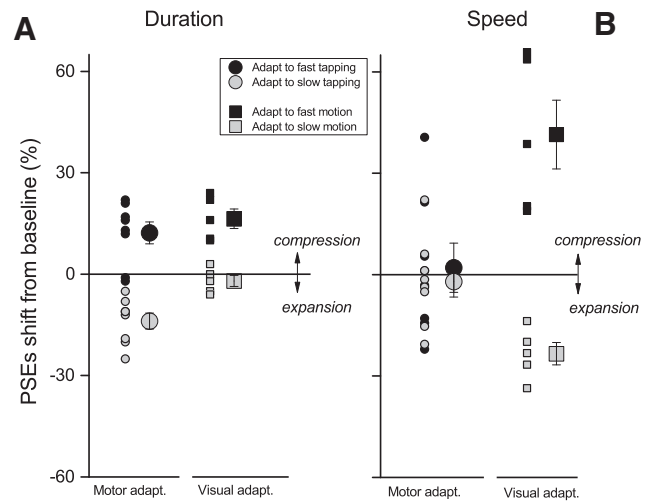 A
Duration
Speed
B
PSEs shift from baseline (%)
60
30
0
-30
-60
Adapt to fast tapping
Adapt to slow tapping
Adapt to fast motion
Adapt to slow motion
compression
expansion
compression
expansion
Motor adapt.
Visual adapt.
Motor adapt.
Visual adapt.